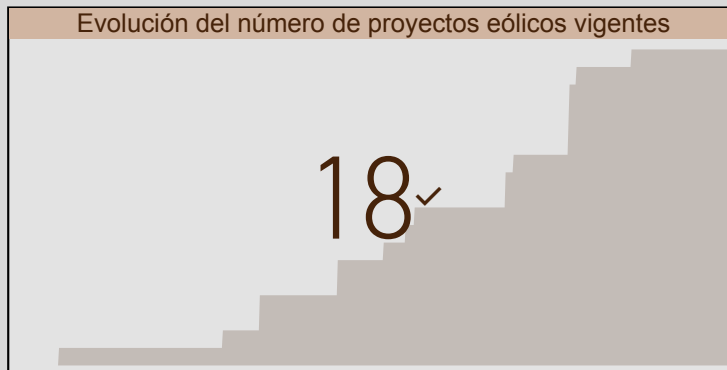 Evolución del número de proyectos eólicos vigentes
18✓